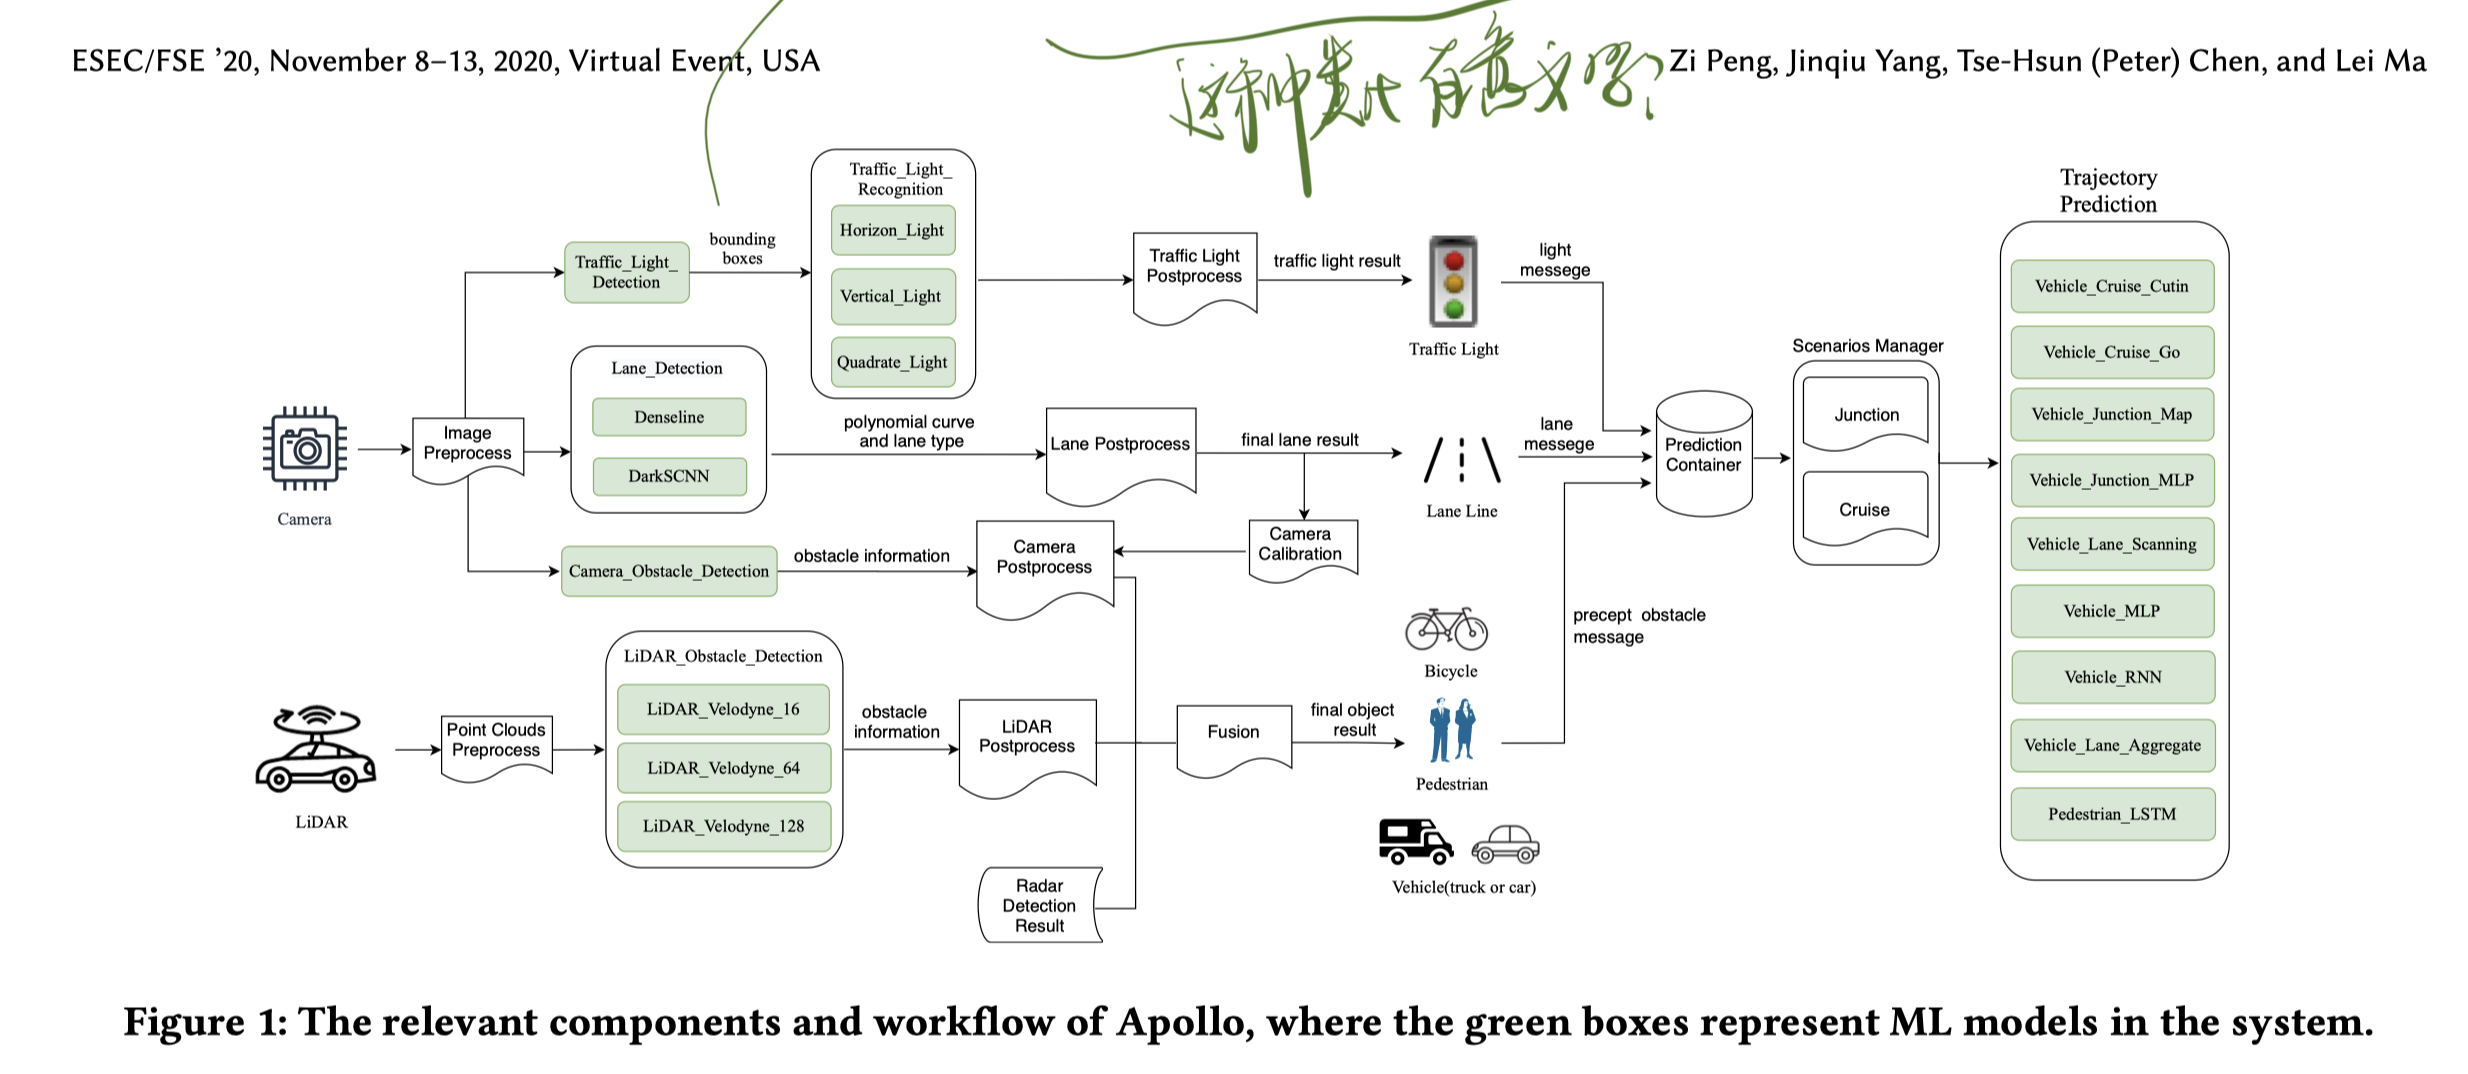 ESEC/FSE ’20, November 8–13, 2020, Virtual Event, USA
Zi Peng, Jinqiu Yang, Tse-Hsun (Peter) Chen, and Lei Ma
有意义吗?
Traffic_Light_
Recognition
Horizon_Light
Vertical_Light
Quadrate_Light
Traffic_Light_
Detection
bounding
boxes
Traffic Light
Postprocess
traffic light result
Traffic Light
light
messege
Lane_Detection
Denseline
DarkSCNN
polynomial curve
and lane type
Lane Postprocess
final lane result
Lane Line
lane
messege
Camera
Image
Preprocess
Camera_Obstacle_Detection
obstacle information
Camera
Postprocess
Camera
Calibration
Prediction
Container
Scenarios Manager
Junction
Cruise
Trajectory
Prediction
Vehicle_Cruise_Cutin
Vehicle_Cruise_Go
Vehicle_Junction_Map
Vehicle_Junction_MLP
Vehicle_Lane_Scanning
Vehicle_MLP
Vehicle_RNN
Vehicle_Lane_Aggregate
Pedestrian_LSTM
LiDAR
Point Clouds
Preprocess
LiDAR_Obstacle_Detection
LiDAR_Velodyne_16
LiDAR_Velodyne_64
LiDAR_Velodyne_128
obstacle
information
LiDAR
Postprocess
Fusion
final object
result
Bicycle
Pedestrian
Vehicle(truck or car)
precept obstacle
message
Radar
Detection
Result
Figure 1: The relevant components and workflow of Apollo, where the green boxes represent ML models in the system.